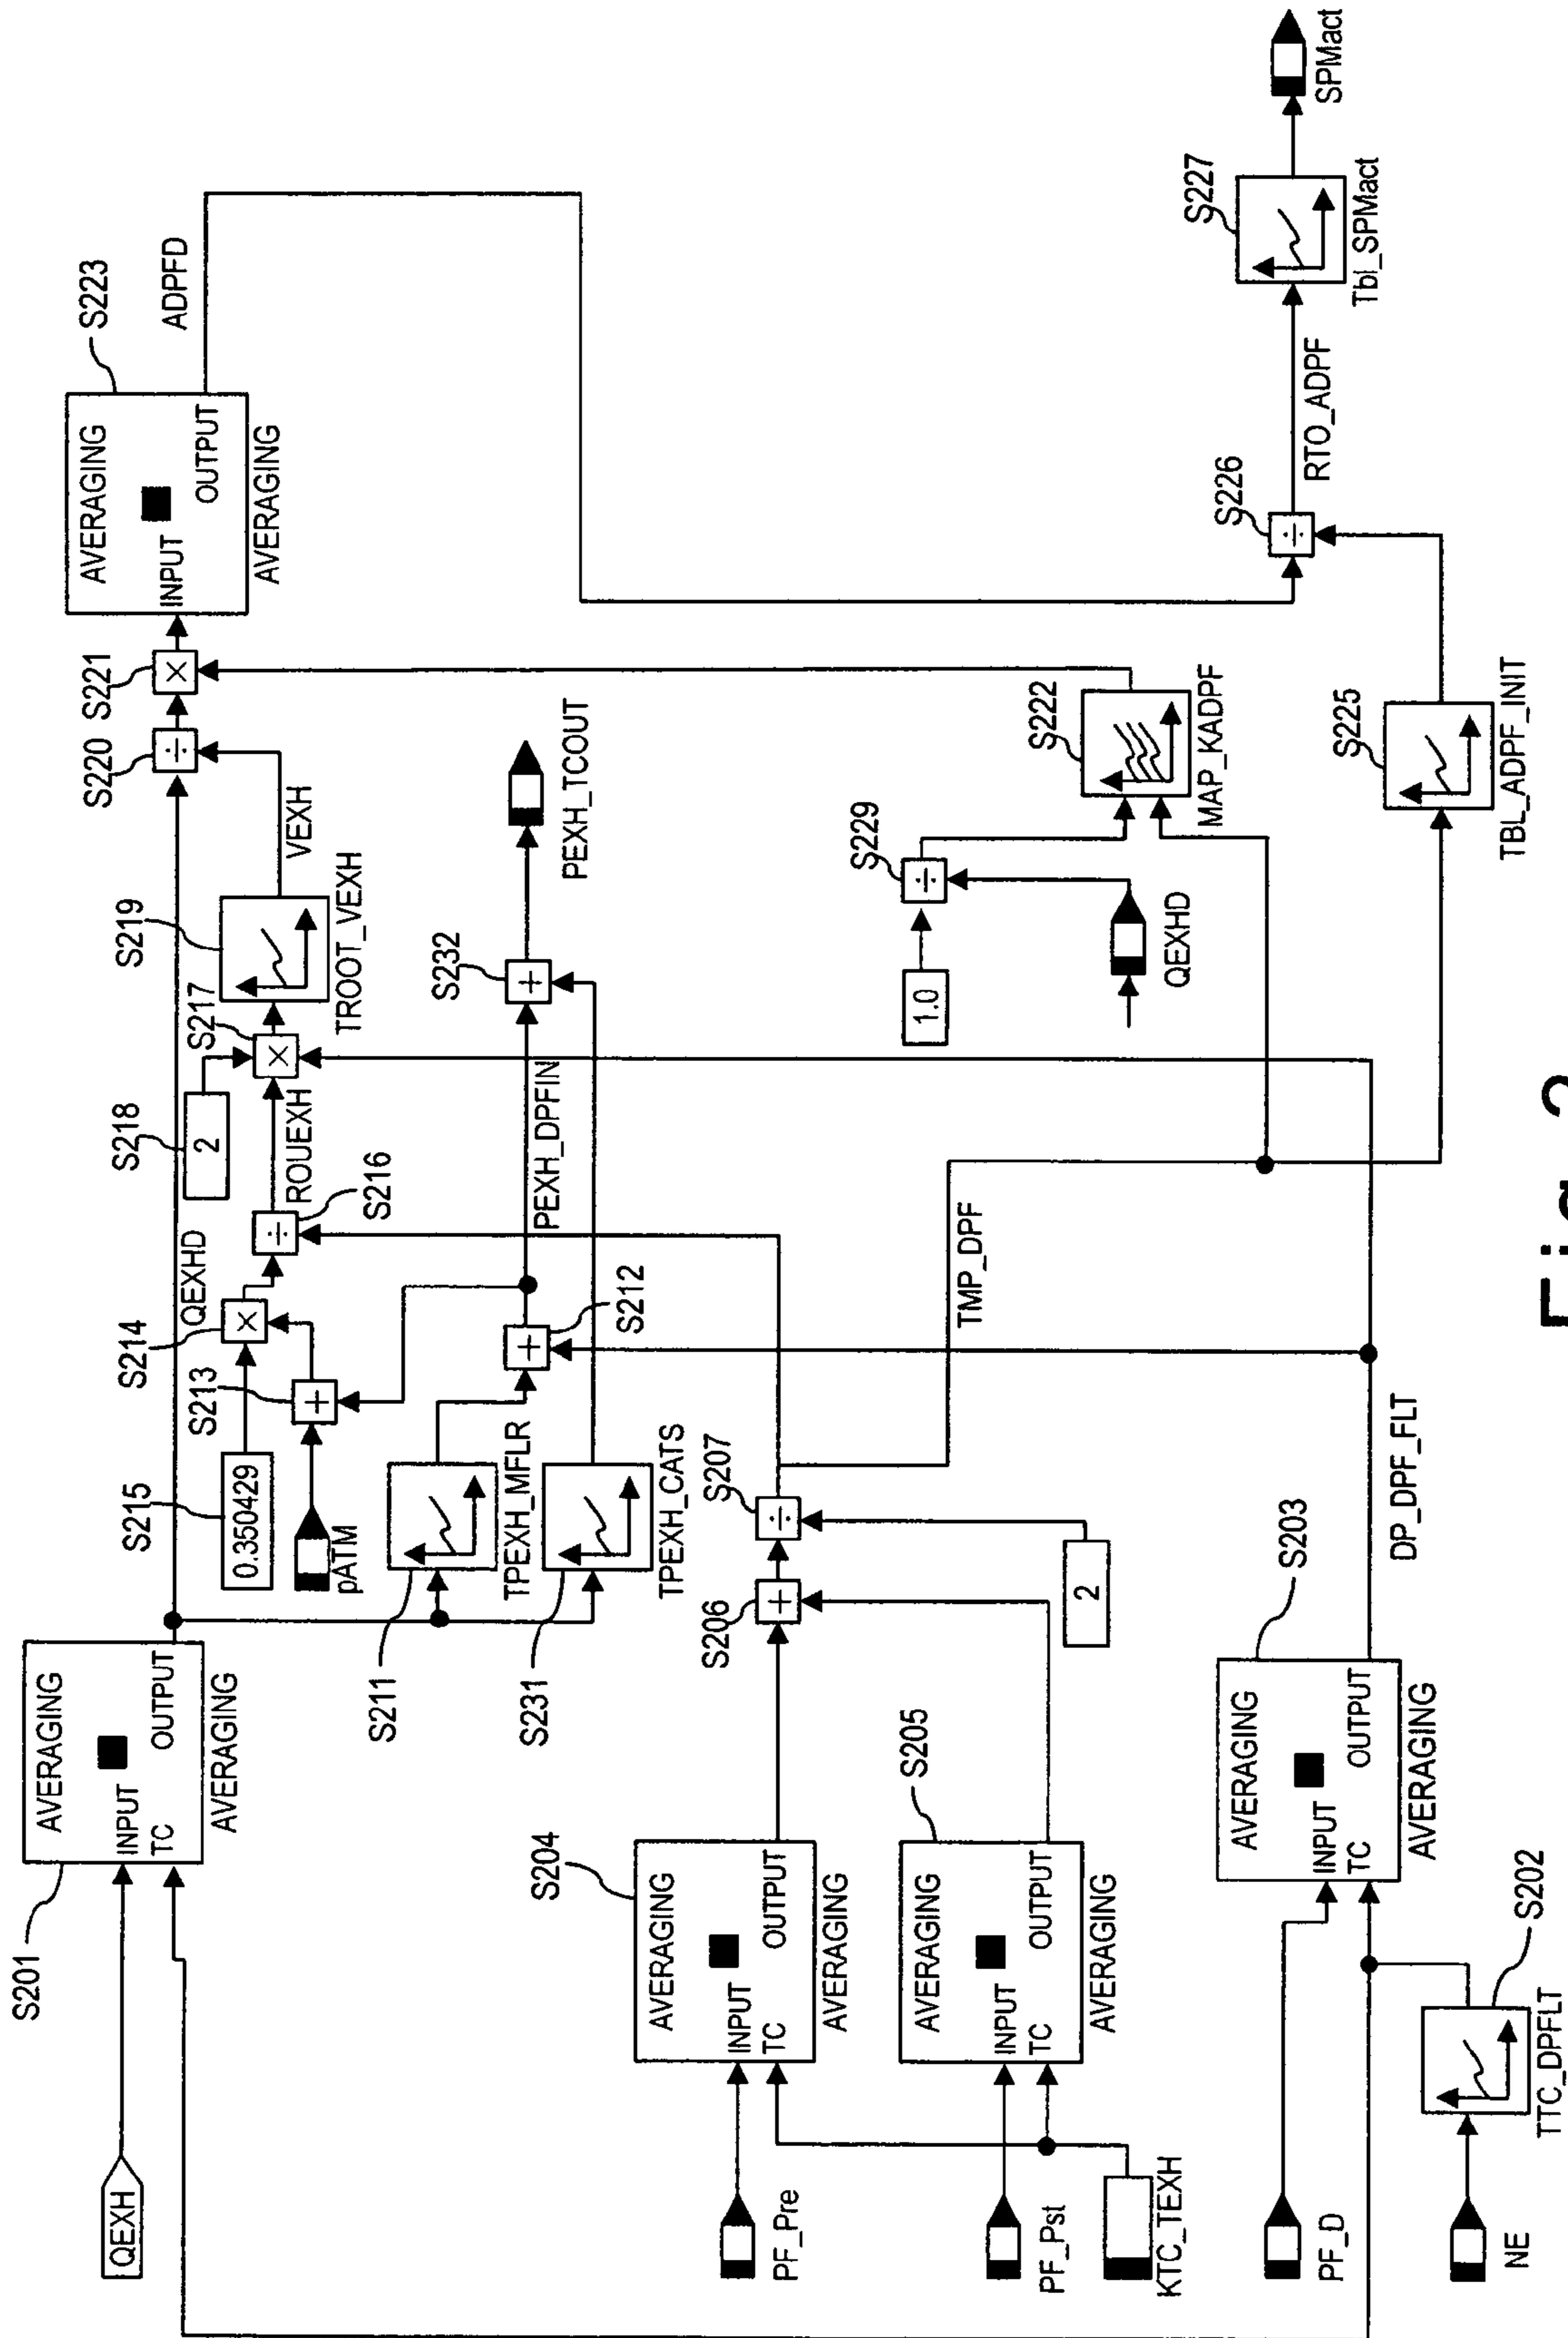 S201
QEXH
AVERAGING
INPUT
TC
OUTPUT
AVERAGING
S215
0.350429
pATM
S213
S214
QEXHD
S216
ROUEXH
S218
2
S217
S219
TROOT_VEXH
VEXH
S220
S221
S223
AVERAGING
INPUT
OUTPUT
AVERAGING
ADPFD
S211
TPEXH_MFLR
S231
TPEXH_CATS
S212
PEXH_DPFIN
S232
PEXH_TCOUT
S204
AVERAGING
INPUT
TC
OUTPUT
AVERAGING
PF_Pre
S205
AVERAGING
INPUT
TC
OUTPUT
AVERAGING
PF_Pst
KTC_TEXH
S206
S207
2
TMP_DPF
1.0
S229
QEXHD
S222
MAP_KADPF
S203
AVERAGING
INPUT
TC
OUTPUT
AVERAGING
PF_D
NE
S202
TTC_DPFLT
DP_DPF_FLT
S225
TBL_ADPF_INIT
S226
RTO_ADPF
S227
Tbl_SPMact
SPMact
÷
×
÷
×
×
÷
+
+
+
+
÷
÷
÷